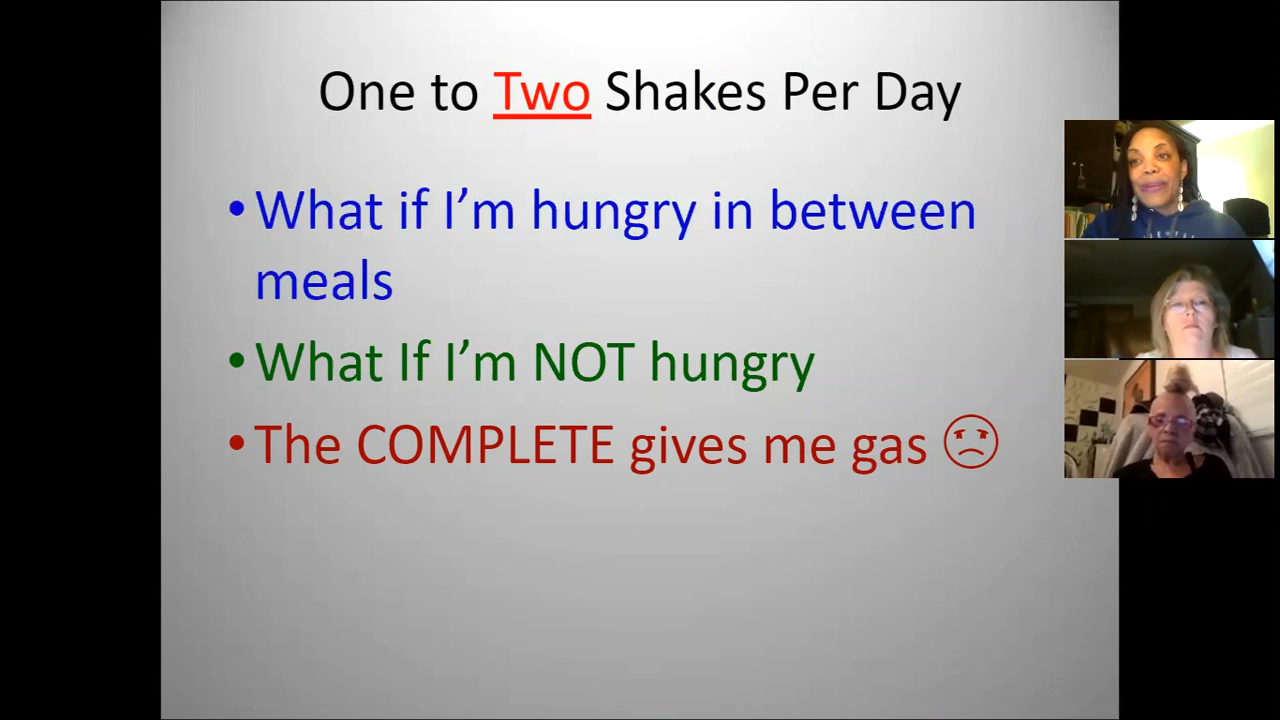 One to Two Shakes Per Day
•What if I’m hungry in between
meals
•What If I’m NOT hungry
•The COMPLETE gives me gas ☹